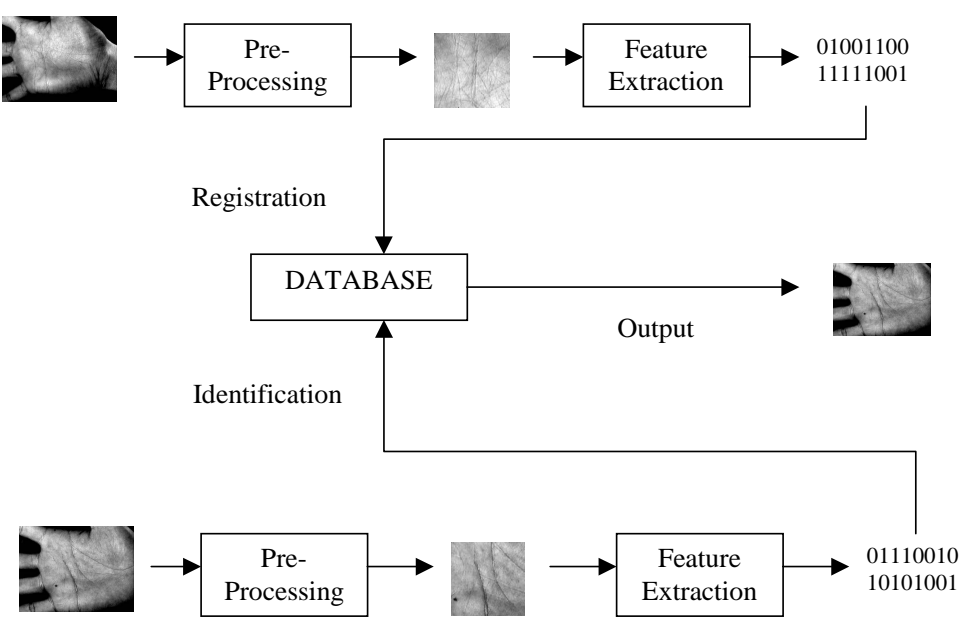 Pre-
Processing
Feature
Extraction
01001100
11111001
Registration
DATABASE
Output
Identification
Pre-
Processing
Feature
Extraction
01110010
10101001